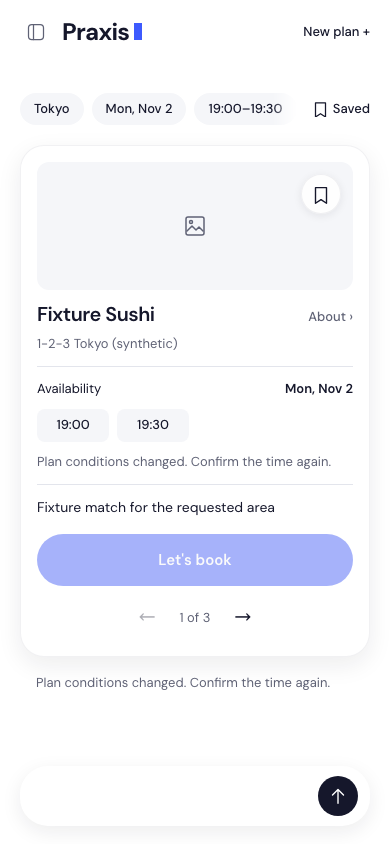 Praxis
New plan +
Tokyo
Mon, Nov 2
19:00–19:30
Saved
Fixture Sushi
About ›
1-2-3 Tokyo (synthetic)
Availability
Mon, Nov 2
19:00
19:30
Plan conditions changed. Confirm the time again.
Fixture match for the requested area
Let's book
← 1 of 3 →
Plan conditions changed. Confirm the time again.